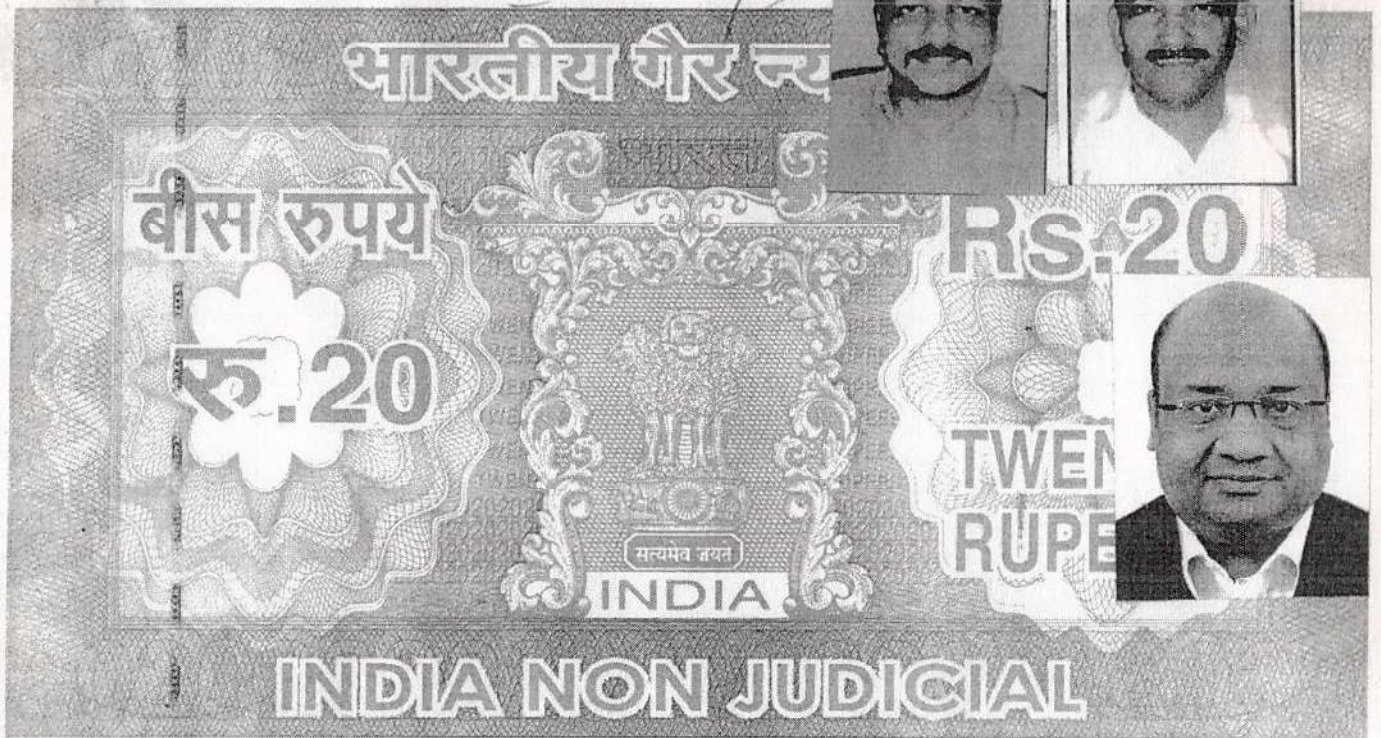 भारतीय गैर न्य
बीस रुपये
Rs.20
रु.20
TWEN
RUPE
सत्यमेव जयते
INDIA
INDIA NON JUDICIAL